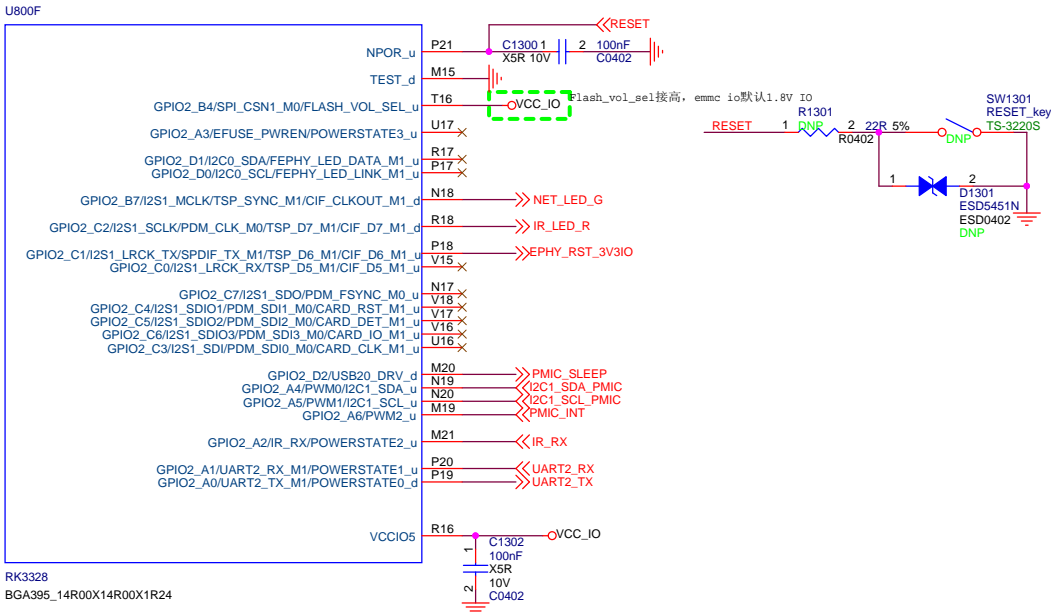 U800F
NPOR_u
P21
RESET
C1300
1
2
100nF
X5R 10V
C0402
TEST_d
M15
GPIO2_B4/SPI_CSN1_M0/FLASH_VOL_SEL_u
T16
VCC_IO
Flash_vol_sel接高，emmc io默认1.8V IO
GPIO2_A3/EFUSE_PWREN/POWERSTATE3_u
U17
GPIO2_D1/I2C0_SDA/FEPHY_LED_DATA_M1_u
R17
GPIO2_D0/I2C0_SCL/FEPHY_LED_LINK_M1_u
P17
GPIO2_B7/I2S1_MCLK/TSP_SYNC_M1/CIF_CLKOUT_M1_d
N18
NET_LED_G
GPIO2_C2/I2S1_SCLK/PDM_CLK_M0/TSP_D7_M1/CIF_D7_M1_d
R18
IR_LED_R
GPIO2_C1/I2S1_LRCK_TX/SPDIF_TX_M1/TSP_D6_M1/CIF_D6_M1_u
P18
EPHY_RST_3V3IO
GPIO2_C0/I2S1_LRCK_RX/TSP_D5_M1/CIF_D5_M1_u
V15
GPIO2_C7/I2S1_SDO/PDM_FSYNC_M0_u
N17
GPIO2_C4/I2S1_SDIO1/PDM_SDI1_M0/CARD_RST_M1_u
V18
GPIO2_C5/I2S1_SDIO2/PDM_SDI2_M0/CARD_DET_M1_u
V17
GPIO2_C6/I2S1_SDIO3/PDM_SDI3_M0/CARD_IO_M1_u
V16
GPIO2_C3/I2S1_SDI/PDM_SDI0_M0/CARD_CLK_M1_u
U16
GPIO2_D2/USB20_DRV_d
M20
PMIC_SLEEP
GPIO2_A4/PWM0/I2C1_SDA_u
N19
I2C1_SDA_PMIC
GPIO2_A5/PWM1/I2C1_SCL_u
N20
I2C1_SCL_PMIC
GPIO2_A6/PWM2_u
M19
PMIC_INT
GPIO2_A2/IR_RX/POWERSTATE2_u
M21
IR_RX
GPIO2_A1/UART2_RX_M1/POWERSTATE1_u
P20
UART2_RX
GPIO2_A0/UART2_TX_M1/POWERSTATE0_d
P19
UART2_TX
VCCIO5
R16
VCC_IO
1
2
C1302
100nF
X5R
10V
C0402
RK3328
BGA395_14R00X14R00X1R24
RESET
1
R1301
DNP
2
22R 5%
R0402
SW1301
RESET_key
TS-3220S
DNP
1
2
D1301
ESD5451N
ESD0402
DNP